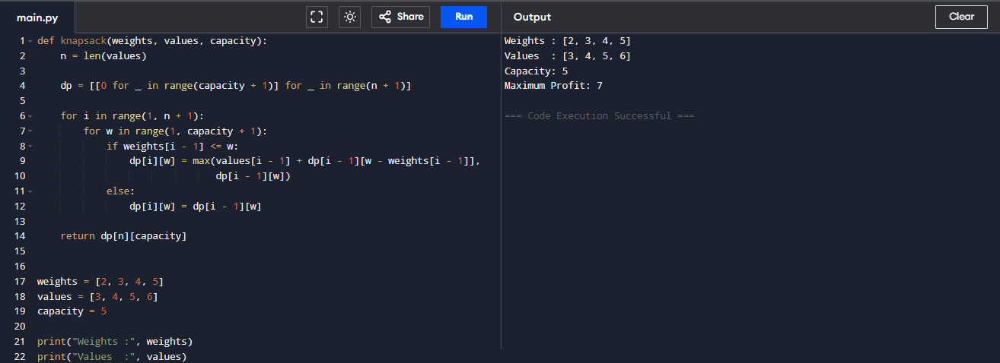 main.py Share Run Output Clear
1 def knapsack(weights, values, capacity):
2     n = len(values)
3
4     dp = [[0 for _ in range(capacity + 1)] for _ in range(n + 1)]
5
6     for i in range(1, n + 1):
7         for w in range(1, capacity + 1):
8             if weights[i - 1] <= w:
9                 dp[i][w] = max(values[i - 1] + dp[i - 1][w - weights[i - 1]],
10                                dp[i - 1][w])
11             else:
12                 dp[i][w] = dp[i - 1][w]
13
14     return dp[n][capacity]
15
16
17 weights = [2, 3, 4, 5]
18 values = [3, 4, 5, 6]
19 capacity = 5
20
21 print("Weights :", weights)
22 print("Values  :", values)
Weights : [2, 3, 4, 5]
Values  : [3, 4, 5, 6]
Capacity: 5
Maximum Profit: 7
=== Code Execution Successful ===